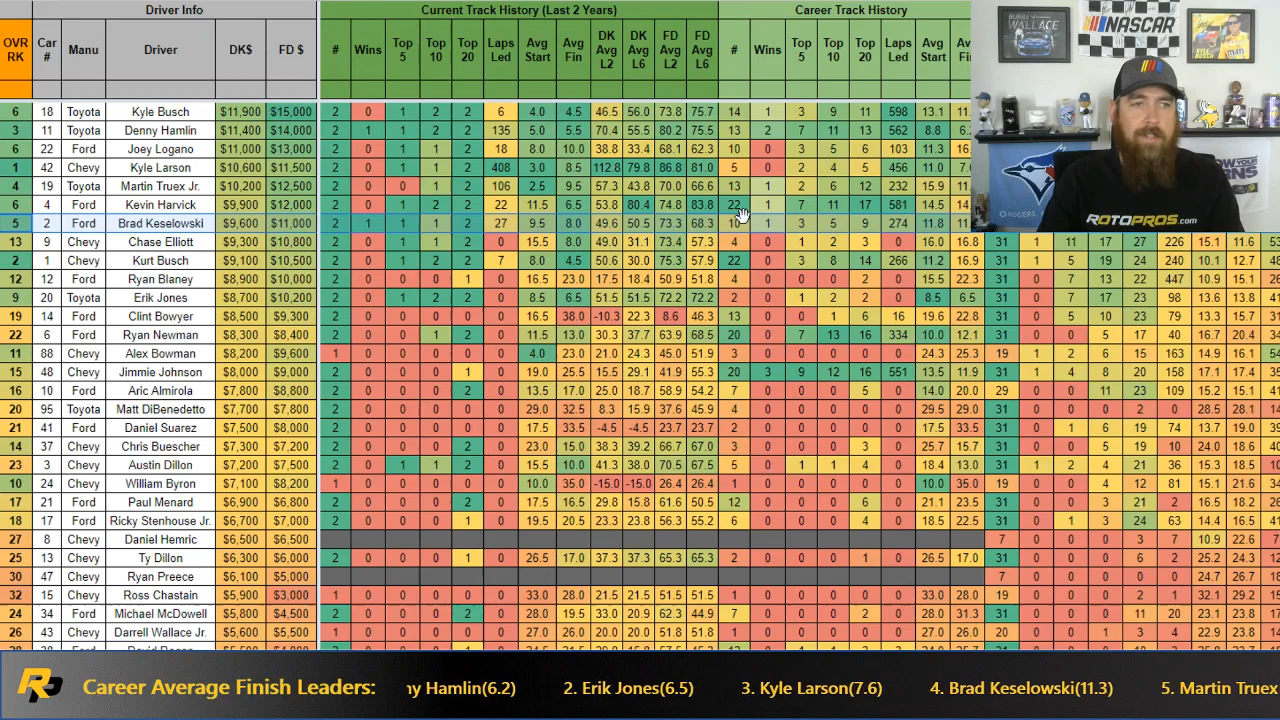 Driver Info Current Track History (Last 2 Years) Career Track History
OVR RK Car # Manu Driver DK$ FD $ # Wins Top 5 Top 10 Top 20 Laps Led Avg Start Avg Fin DK Avg L2 DK Avg L6 FD Avg L2 FD Avg L6 # Wins Top 5 Top 10 Top 20 Laps Led Avg Start
6 18 Toyota Kyle Busch $11,900 $15,000 2 0 1 2 2 6 4.0 4.5 46.5 56.0 73.8 75.7 14 1 3 9 11 598 13.1
3 11 Toyota Denny Hamlin $11,400 $14,000 2 1 1 2 2 135 5.0 5.5 70.4 55.5 80.2 75.5 13 2 7 11 13 562 8.8
6 22 Ford Joey Logano $11,000 $13,000 2 0 1 1 2 18 8.0 10.0 38.8 33.4 68.1 62.3 10 0 3 5 6 103 11.3
1 42 Chevy Kyle Larson $10,600 $11,500 2 0 1 1 2 408 3.0 8.5 112.8 79.8 86.8 81.0 5 0 2 4 5 456 11.0
4 19 Toyota Martin Truex Jr. $10,200 $12,500 2 0 0 1 2 106 2.5 9.5 57.3 43.8 70.0 66.6 13 1 2 6 12 232 15.9
6 4 Ford Kevin Harvick $9,900 $12,000 2 0 1 2 2 22 11.5 6.5 53.8 80.4 74.8 83.8 22 1 7 11 17 581 14.5
5 2 Ford Brad Keselowski $9,600 $11,000 2 1 1 1 2 27 9.5 8.0 49.6 50.5 73.3 68.3 10 1 3 5 9 274 11.8
13 9 Chevy Chase Elliott $9,300 $10,800 2 0 1 1 2 0 15.5 8.0 49.0 31.1 73.4 57.3 4 0 1 2 3 0 16.0 16.8 31 1 11 17 27 226 15.1 11.6
2 1 Chevy Kurt Busch $9,100 $10,500 2 0 1 2 2 7 8.0 4.5 50.6 30.0 75.3 57.9 22 0 3 8 14 266 11.2 16.9 31 1 5 19 24 240 10.1 12.7
12 12 Ford Ryan Blaney $8,900 $10,000 2 0 0 0 1 0 16.5 23.0 17.5 18.4 50.9 51.8 4 0 0 0 2 0 15.5 22.3 31 0 7 13 22 447 10.9 15.1
9 20 Toyota Erik Jones $8,700 $10,200 2 0 1 2 2 0 8.5 6.5 51.5 51.5 72.2 72.2 2 0 1 2 2 0 8.5 6.5 31 0 7 17 23 98 13.6 13.8
19 14 Ford Clint Bowyer $8,500 $9,300 2 0 0 0 0 0 16.5 38.0 -10.3 22.3 8.6 46.3 13 0 0 1 6 16 19.6 22.8 31 0 5 10 23 79 13.3 15.7
22 6 Ford Ryan Newman $8,300 $8,400 2 0 0 1 2 0 11.5 13.0 30.3 37.7 63.9 68.5 20 0 7 13 16 334 10.0 12.1 31 0 0 5 17 40 16.7 20.4
11 88 Chevy Alex Bowman $8,200 $9,600 1 0 0 0 0 0 4.0 23.0 21.0 24.3 45.0 51.9 3 0 0 0 0 0 24.3 25.3 19 1 2 6 15 163 14.9 16.1
15 48 Chevy Jimmie Johnson $8,000 $9,000 2 0 0 0 1 0 19.0 25.5 15.5 29.1 41.9 55.3 20 3 9 12 16 551 13.5 11.9 31 1 4 8 20 158 17.1 17.4
16 10 Ford Aric Almirola $7,800 $8,800 2 0 0 0 2 0 13.5 17.0 25.0 18.7 58.9 54.2 7 0 0 0 5 0 14.0 20.0 29 0 0 11 23 109 15.2 15.1
20 95 Toyota Matt DiBenedetto $7,700 $7,800 2 0 0 0 0 0 29.0 32.5 8.3 15.9 37.6 45.9 4 0 0 0 0 0 29.5 29.0 31 0 0 0 2 0 28.5 28.1
21 41 Ford Daniel Suarez $7,500 $8,000 2 0 0 0 0 0 17.5 33.5 -4.5 -4.5 23.7 23.7 2 0 0 0 0 0 17.5 33.5 31 0 1 6 19 74 13.7 19.0
14 37 Chevy Chris Buescher $7,300 $7,200 2 0 0 0 2 0 23.0 15.0 38.3 39.2 66.7 67.0 3 0 0 0 3 0 25.7 15.7 31 0 0 5 19 10 24.0 18.6
23 3 Chevy Austin Dillon $7,200 $7,500 2 0 1 1 2 0 15.5 10.0 41.3 38.0 70.5 67.5 5 0 1 1 4 0 18.4 13.0 31 1 2 4 21 36 15.3 18.5
10 24 Chevy William Byron $7,100 $8,200 1 0 0 0 0 0 10.0 35.0 -15.0 -15.0 26.4 26.4 1 0 0 0 0 0 10.0 35.0 19 0 0 4 12 81 15.1 21.6
17 21 Ford Paul Menard $6,900 $6,800 2 0 0 0 2 0 17.5 16.5 29.8 15.8 61.6 50.5 12 0 0 0 6 0 21.1 23.5 31 0 0 3 21 2 16.5 18.2
18 17 Ford Ricky Stenhouse Jr. $6,700 $7,000 2 0 0 0 1 0 19.5 20.5 23.3 23.8 56.3 55.2 6 0 0 0 4 0 18.5 22.5 31 0 1 3 24 63 14.4 16.5
27 8 Chevy Daniel Hemric $6,500 $6,500 7 0 0 0 3 7 10.9 22.6
25 13 Chevy Ty Dillon $6,300 $6,000 2 0 0 0 1 0 26.5 17.0 37.3 37.3 65.3 65.3 2 0 0 0 1 0 26.5 17.0 31 0 0 0 6 2 25.2 24.3
30 47 Chevy Ryan Preece $6,100 $5,000 7 0 0 0 0 0 24.7 26.7
32 15 Chevy Ross Chastain $5,900 $3,000 1 0 0 0 0 0 33.0 28.0 21.5 21.5 51.5 51.5 1 0 0 0 0 0 33.0 28.0 19 0 0 0 2 1 32.1 29.2
24 34 Ford Michael McDowell $5,800 $4,500 2 0 0 0 2 0 28.0 19.5 33.0 20.9 62.3 44.9 7 0 0 0 2 0 28.0 31.3 31 0 0 0 11 20 23.1 23.8
26 43 Chevy Darrell Wallace Jr. $5,600 $5,500 1 0 0 0 0 0 27.0 26.0 20.0 20.0 51.8 51.8 1 0 0 0 0 0 27.0 26.0 20 0 0 1 3 4 22.9 23.8
BUBBA WALLACE
NASCAR
ROTOPROS.com
RP Career Average Finish Leaders: ny Hamlin(6.2) 2. Erik Jones(6.5) 3. Kyle Larson(7.6) 4. Brad Keselowski(11.3) 5. Martin Truex